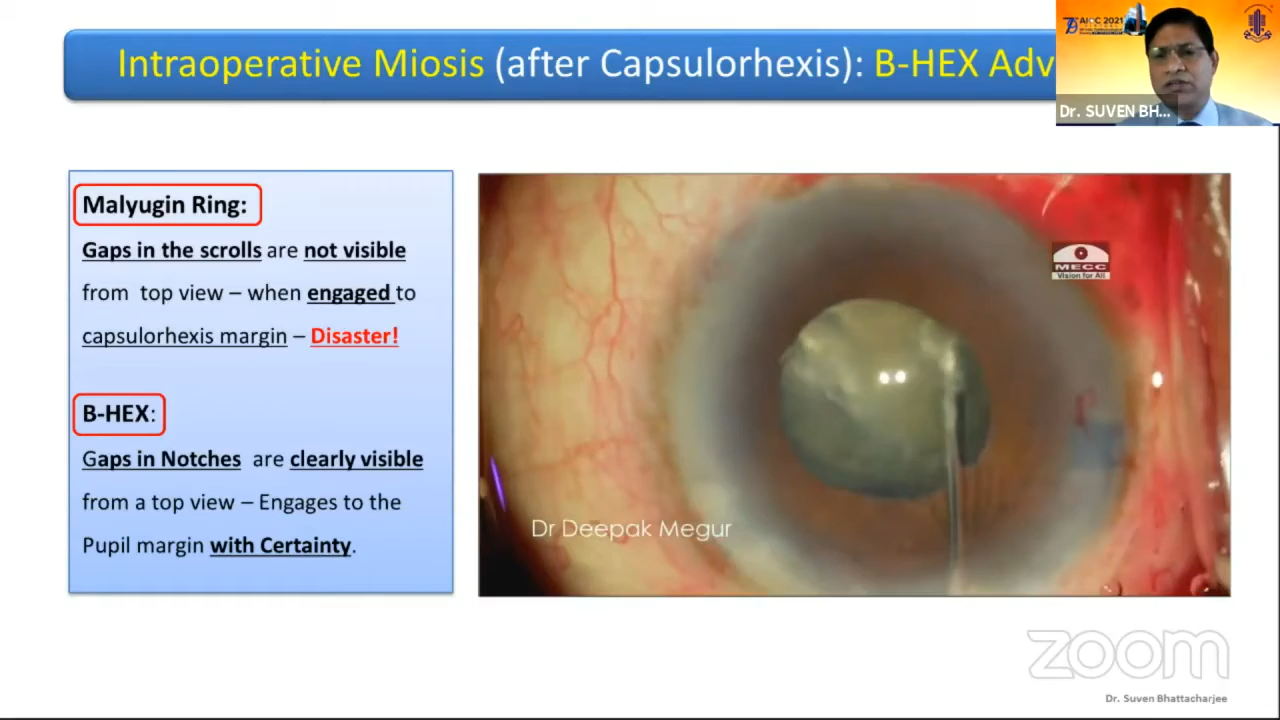 Intraoperative Miosis (after Capsulorhexis): B-HEX Adv
AIOC 2021
Dr. SUVEN BH...
Malyugin Ring:
Gaps in the scrolls are not visible
from top view – when engaged to
capsulorhexis margin – Disaster!
B-HEX:
Gaps in Notches are clearly visible
from a top view – Engages to the
Pupil margin with Certainty.
MECC
Vision for All
Dr Deepak Megur
zoom
Dr. Suven Bhattacharjee